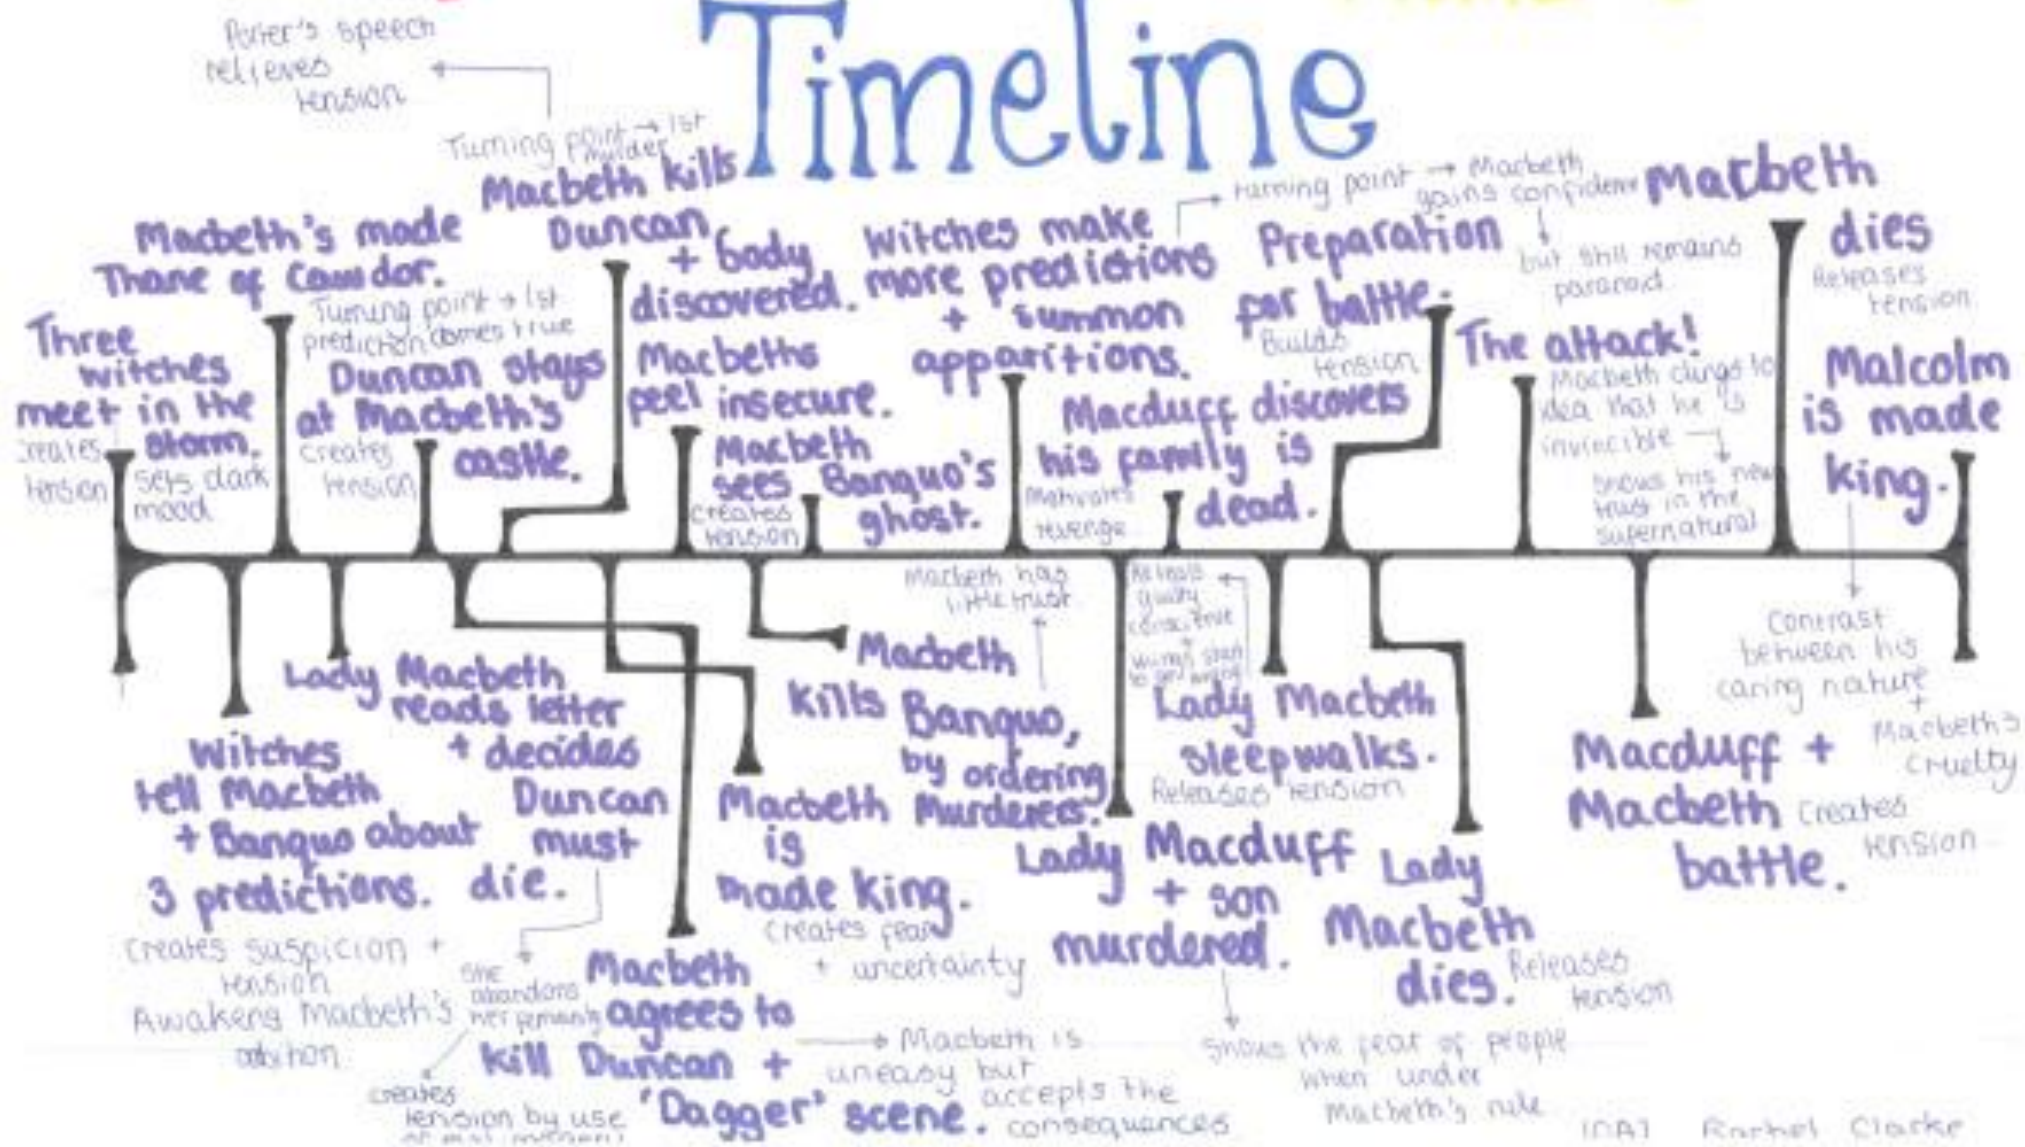 Timeline
Porter's speech
relieves
tension
Turning point → 1st
murder
Macbeth kills
Duncan
+ body
discovered.
Macbeth's made
Thane of Cawdor.
Turning point → 1st
prediction comes true
Three
witches
meet in the
storm.
creates
tension
sets dark
mood
Duncan stays
at Macbeth's
castle.
creates
tension
Macbeths
feel insecure.
Macbeth
sees Banquo's
ghost.
creates
tension
Witches make
more predictions
+ summon
apparitions.
turning point → Macbeth
gains confidence
but still remains
paranoid
Macduff discovers
his family is
dead.
Motivates
revenge
Preparation
for battle.
Builds
tension
The attack!
Macbeth clings to
idea that he is
invincible
shows his new
trust in the
supernatural
Macbeth
dies
Releases
tension
Malcolm
is made
king.
Contrast
between his
caring nature
+
Macbeth's
cruelty
Witches
tell Macbeth
+ Banquo about
3 predictions.
Creates suspicion +
tension
Awakens Macbeth's
Lady Macbeth
reads letter
+ decides
Duncan
must
die.
she
abandons
her
creates
tension by use
Macbeth
agrees to
kill Duncan +
'Dagger' scene.
Macbeth is
uneasy but
accepts the
consequences
Macbeth
is
made king.
creates fear
+ uncertainty
Macbeth
kills Banquo,
by ordering
Murderers.
Macbeth has
little trust
Lady Macduff
+ son
murdered.
shows the fear of people
when under
Macbeth's rule
guilty
+
Lady Macbeth
sleepwalks.
Releases tension
Lady
Macbeth
dies.
Releases
tension
Macduff +
Macbeth
battle.
Creates
tension
Rachel Clarke